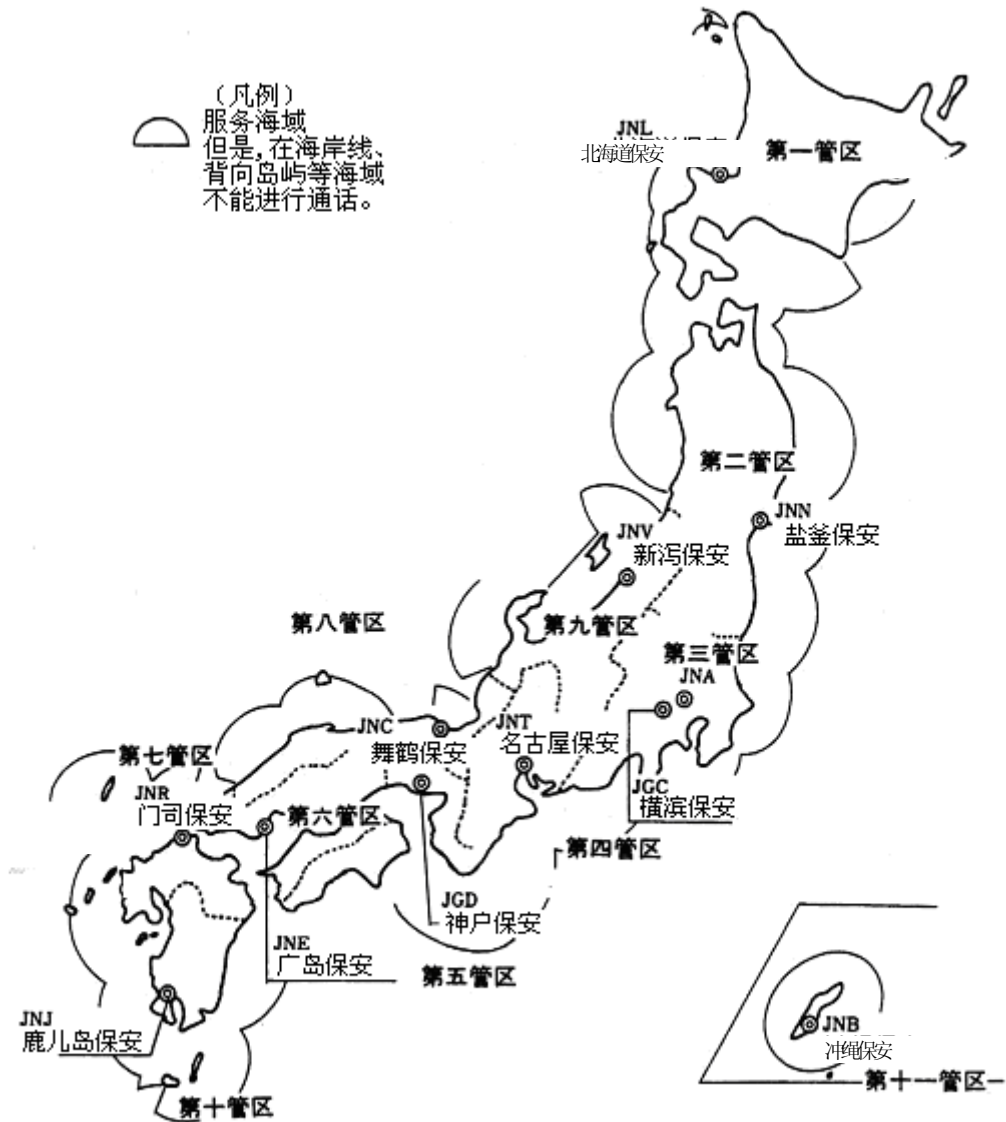 （凡例）
服务海域
但是,在海岸线、
背向岛屿等海域
不能进行通话。
JNL
北海道保安
第一管区
第二管区
JNN
盐釜保安
JNV
新泻保安
第八管区
第九管区
第三管区
JNA
JNC
舞鹤保安
JNT
名古屋保安
第七管区
JNR
门司保安
JGC
横滨保安
第六管区
第四管区
JGD
神户保安
JNE
广岛保安
第五管区
JNJ
鹿儿岛保安
JNB
冲绳保安
第十一管区
第十管区